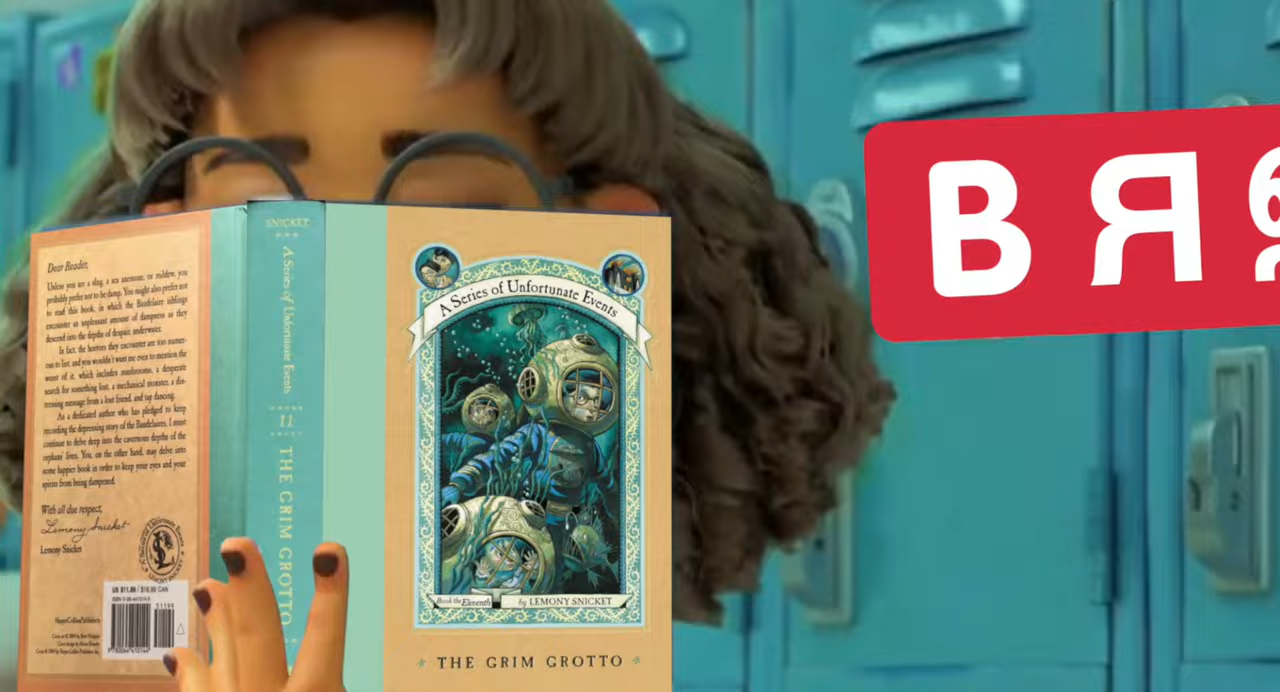 Dear Reader,
Unless you are a slug, a sea anemone, or mildew, you
probably prefer not to be damp. You might also prefer not
to read this book, in which the Baudelaire siblings
encounter an unpleasant amount of dampness as they
descend into the depths of despair, underwater.
In fact, the horrors they encounter are too numer-
ous to list, and you wouldn't want me even to mention the
worst of it, which includes mushrooms, a desperate
search for something lost, a mechanical monster, a dis-
tressing message from a lost friend, and tap dancing.
As a dedicated author who has pledged to keep
recording the depressing story of the Baudelaires, I must
continue to delve deep into the cavernous depths of the
orphans' lives. You, on the other hand, may delve into
some happier book in order to keep your eyes and your
spirits from being dampened.
With all due respect,
Lemony Snicket
Lemony Snicket
US $11.99 / $16.99 CAN
51199
HarperCollinsPublishers
SNICKET
A Series of Unfortunate Events
11
THE GRIM GROTTO
A Series of Unfortunate Events
Book the Eleventh
by LEMONY SNICKET
THE GRIM GROTTO
В Я